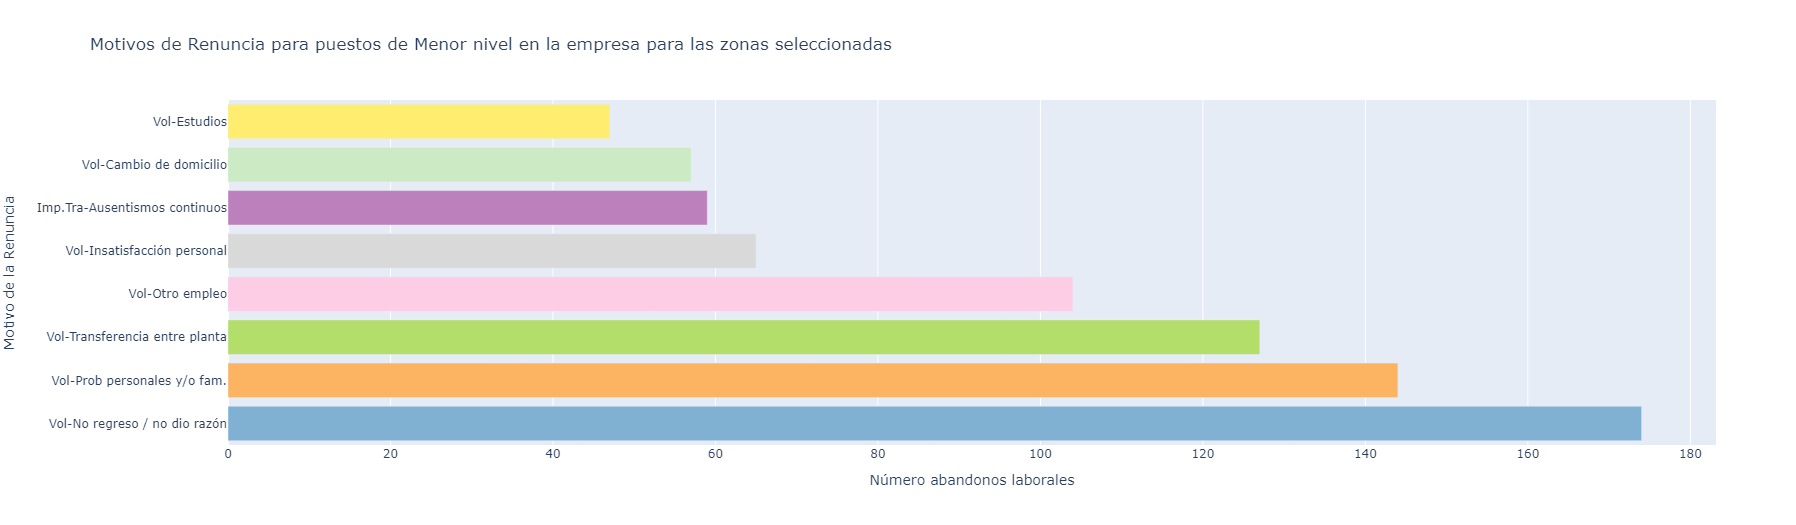 Motivos de Renuncia para puestos de Menor nivel en la empresa para las zonas seleccionadas
Motivo de la Renuncia
Vol-Estudios
Vol-Cambio de domicilio
Imp.Tra-Ausentismos continuos
Vol-Insatisfacción personal
Vol-Otro empleo
Vol-Transferencia entre planta
Vol-Prob personales y/o fam.
Vol-No regreso / no dio razón
0 20 40 60 80 100 120 140 160 180
Número abandonos laborales